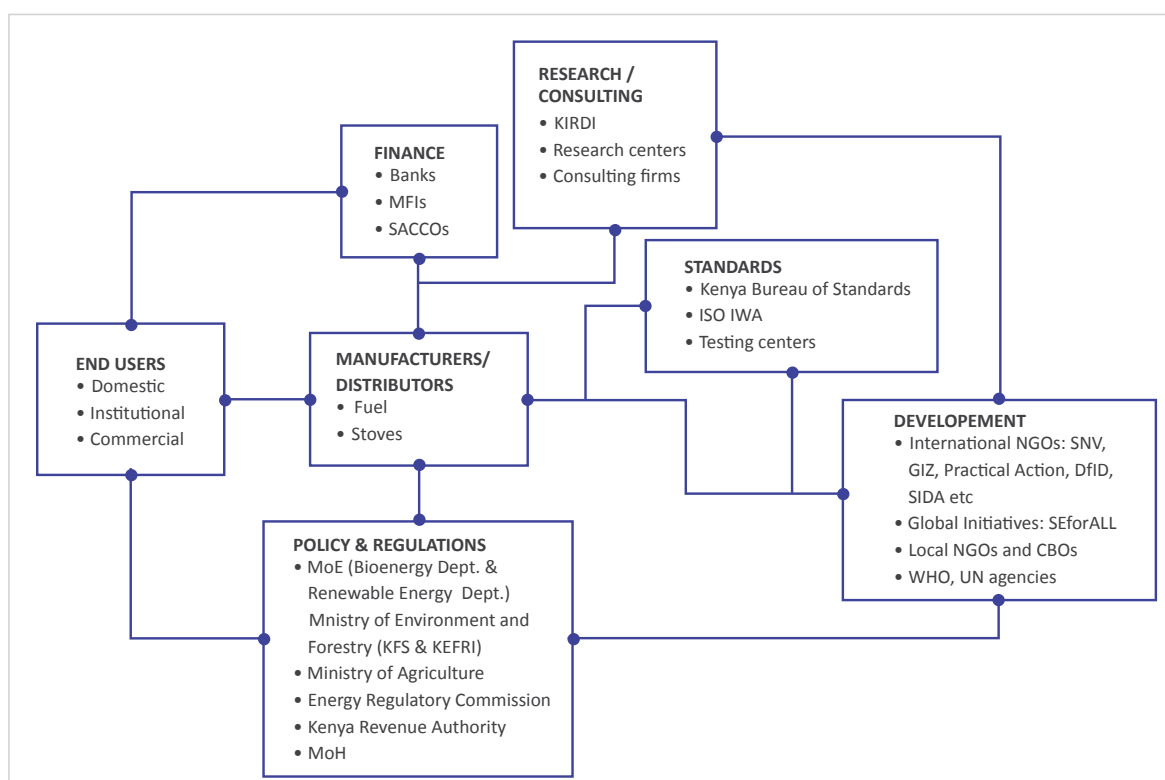 RESEARCH /
CONSULTING
• KIRDI
• Research centers
• Consulting firms
FINANCE
• Banks
• MFIs
• SACCOs
STANDARDS
• Kenya Bureau of Standards
• ISO IWA
• Testing centers
END USERS
• Domestic
• Institutional
• Commercial
MANUFACTURERS/
DISTRIBUTORS
• Fuel
• Stoves
DEVELOPEMENT
• International NGOs: SNV,
GIZ, Practical Action, DfID,
SIDA etc
• Global Initiatives: SEforALL
• Local NGOs and CBOs
• WHO, UN agencies
POLICY & REGULATIONS
• MoE (Bioenergy Dept. &
Renewable Energy Dept.)
Mnistry of Environment and
Forestry (KFS & KEFRI)
• Ministry of Agriculture
• Energy Regulatory Commission
• Kenya Revenue Authority
• MoH